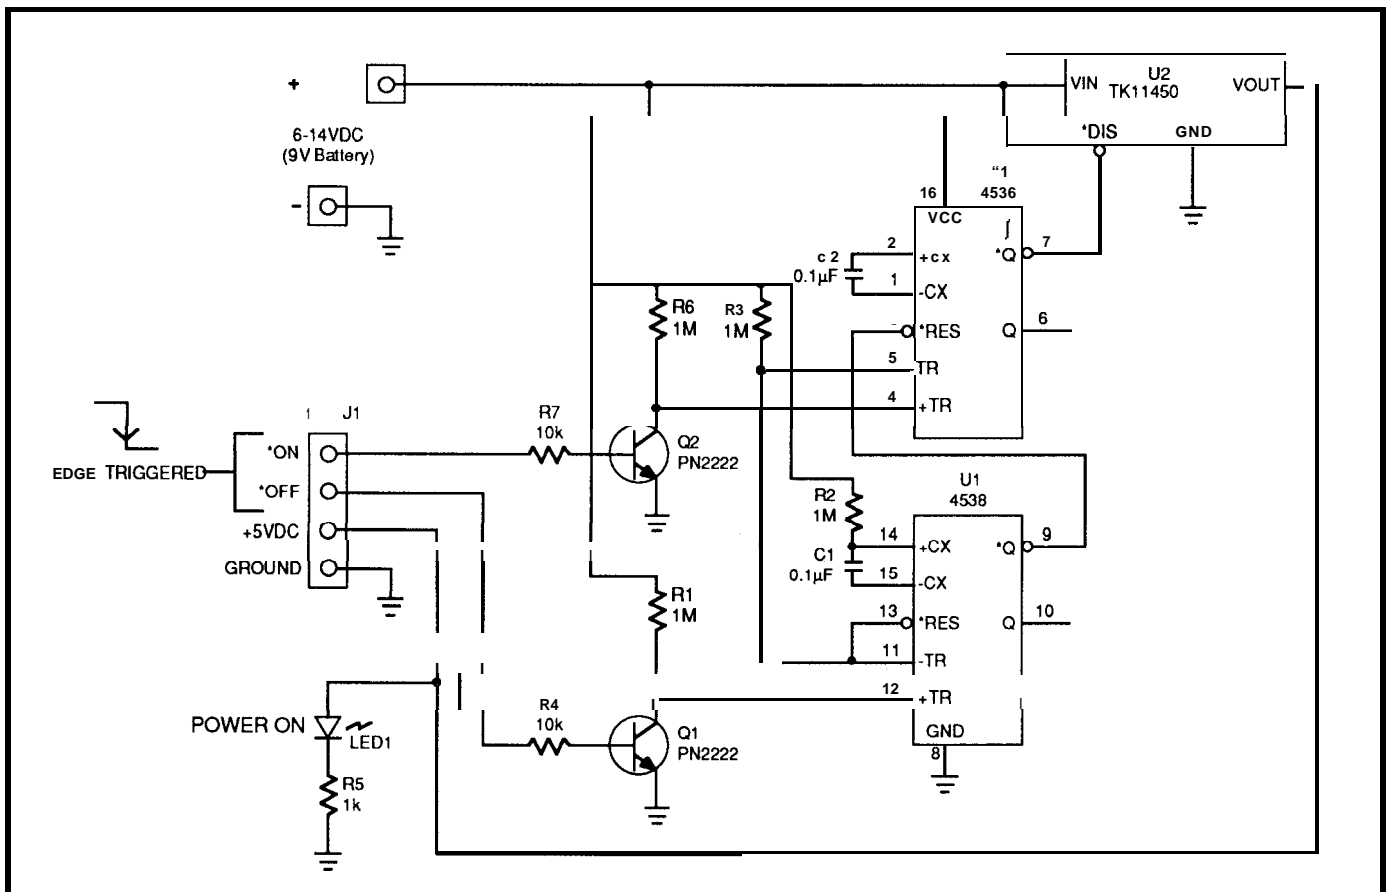 +
6-14VDC
(9V Battery)
-
VIN
U2
TK11450
VOUT
*DIS
GND
“1
4536
16
VCC
2
+cx
c 2
0.1µF
1
-CX
*Q
7
*RES
Q
6
5
-TR
4
+TR
R6
1M
R3
1M
1
J1
*ON
EDGE TRIGGERED
*OFF
+5VDC
GROUND
R7
10k
Q2
PN2222
R2
1M
U1
4538
14
+CX
C1
0.1µF
15
-CX
*Q
9
13
*RES
Q
10
11
-TR
12
+TR
GND
8
R1
1M
R4
10k
Q1
PN2222
POWER ON
LED1
R5
1k